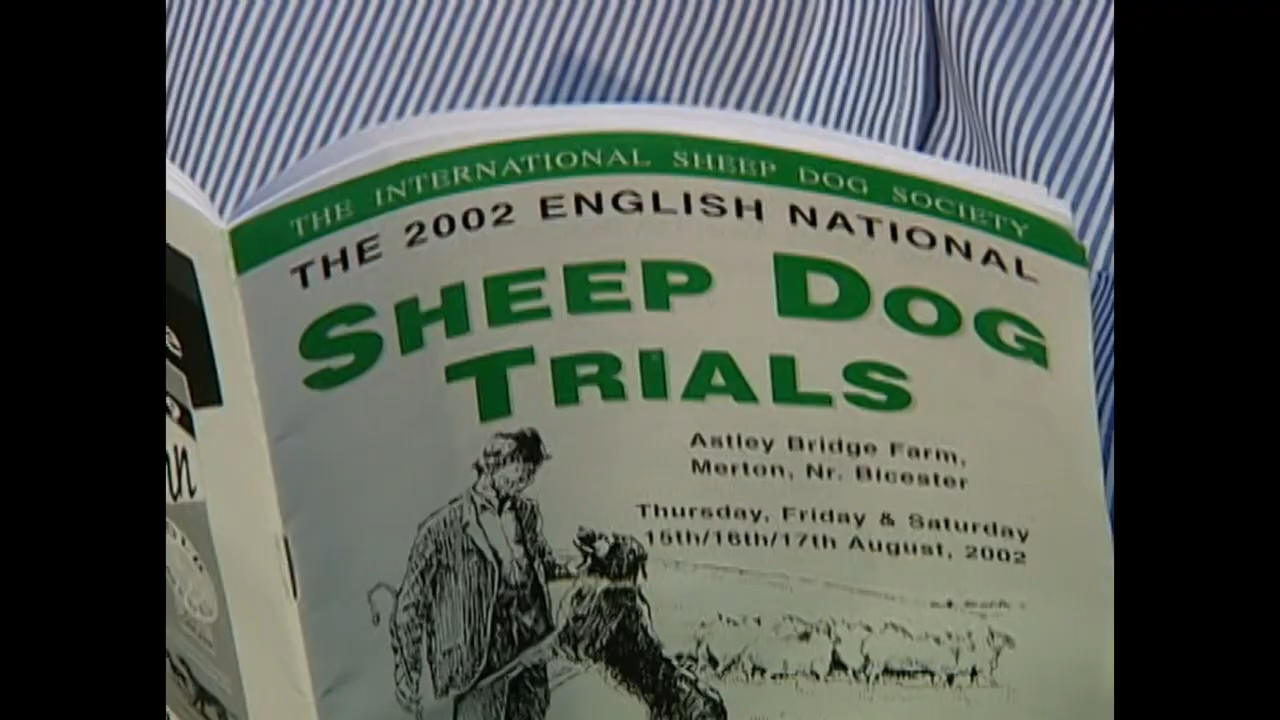 THE INTERNATIONAL SHEEP DOG SOCIETY
THE 2002 ENGLISH NATIONAL
SHEEP DOG
TRIALS
Astley Bridge Farm,
Merton, Nr. Bicester
Thursday, Friday & Saturday
15th/16th/17th August, 2002